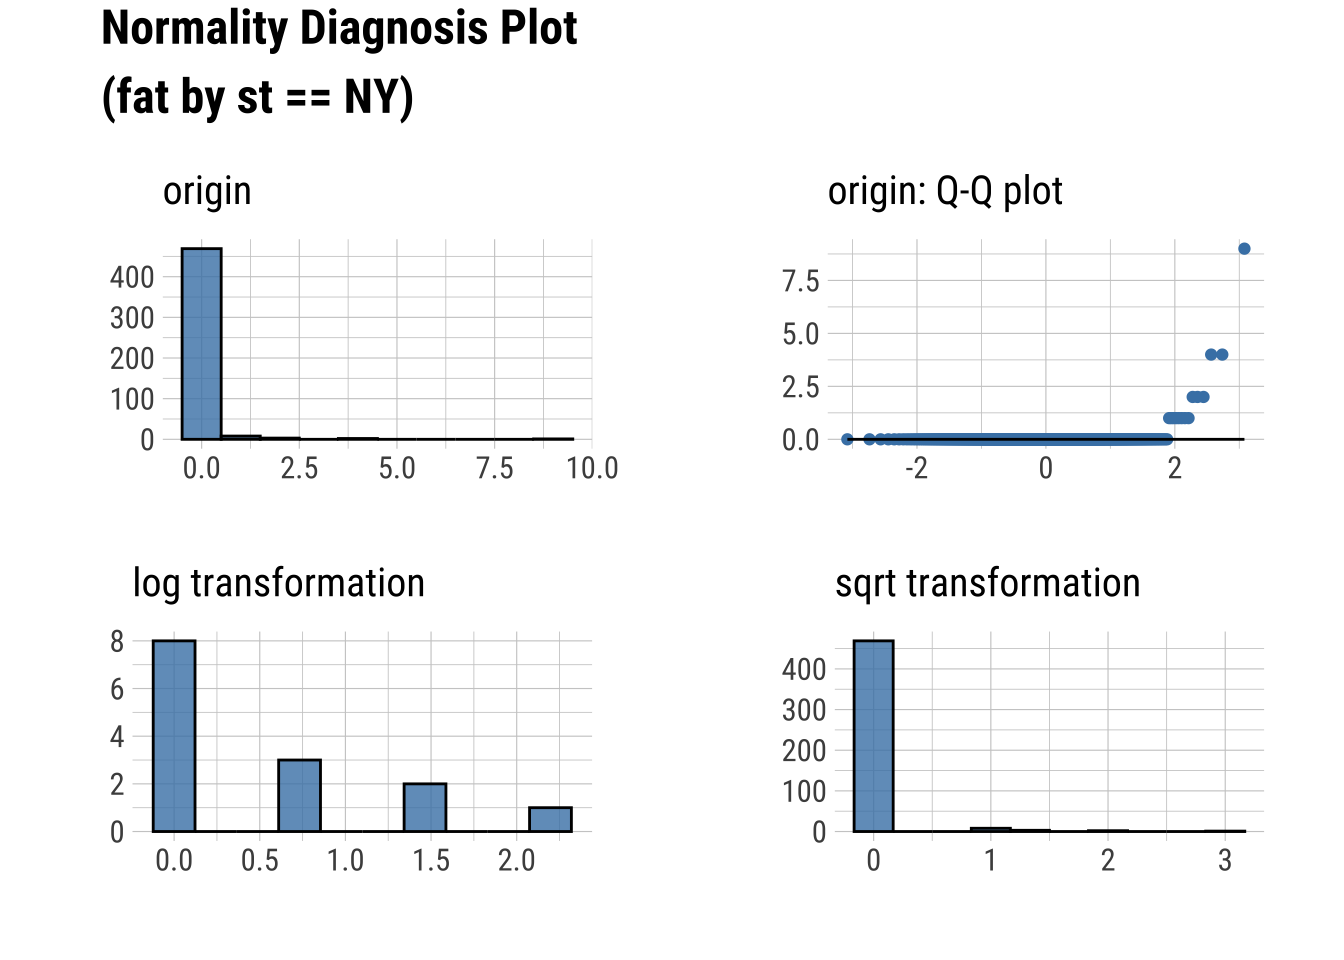 Normality Diagnosis Plot
(fat by st == NY)
origin
400
300
200
100
0
0.0 2.5 5.0 7.5 10.0
origin: Q-Q plot
7.5
5.0
2.5
0.0
-2 0 2
log transformation
8
6
4
2
0
0.0 0.5 1.0 1.5 2.0
sqrt transformation
400
300
200
100
0
0 1 2 3